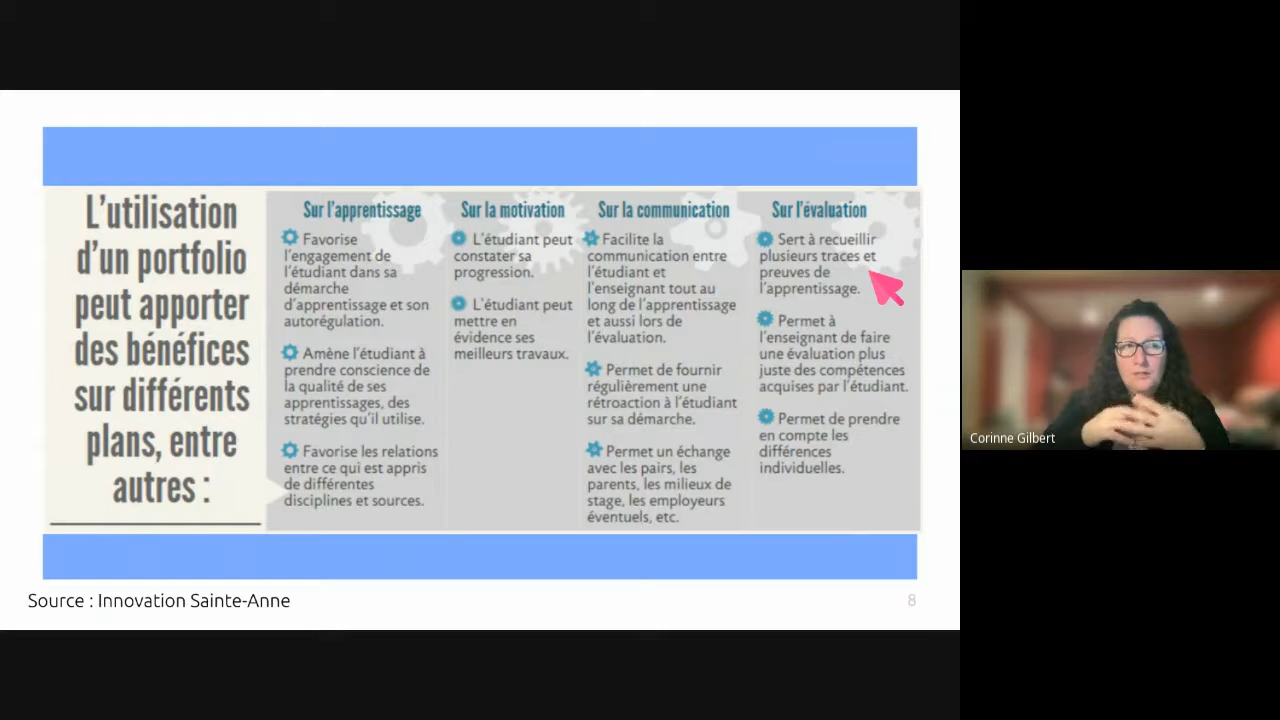 L'utilisation
d'un portfolio
peut apporter
des bénéfices
sur différents
plans, entre
autres :
Sur l'apprentissage
Favorise
l'engagement de
l'étudiant dans sa
démarche
d'apprentissage et son
autorégulation.
Amène l'étudiant à
prendre conscience de
la qualité de ses
apprentissages, des
stratégies qu'il utilise.
Favorise les relations
entre ce qui est appris
de différentes
disciplines et sources.
Sur la motivation
L'étudiant peut
constater sa
progression.
L'étudiant peut
mettre en
évidence ses
meilleurs travaux.
Sur la communication
Facilite la
communication entre
l'étudiant et
l'enseignant tout au
long de l'apprentissage
et aussi lors de
l'évaluation.
Permet de fournir
régulièrement une
rétroaction à l'étudiant
sur sa démarche.
Permet un échange
avec les pairs, les
parents, les milieux de
stage, les employeurs
éventuels, etc.
Sur l'évaluation
Sert à recueillir
plusieurs traces et
preuves de
l'apprentissage.
Permet à
l'enseignant de faire
une évaluation plus
juste des compétences
acquises par l'étudiant.
Permet de prendre
en compte les
différences
individuelles.
Source : Innovation Sainte-Anne
8
Corinne Gilbert